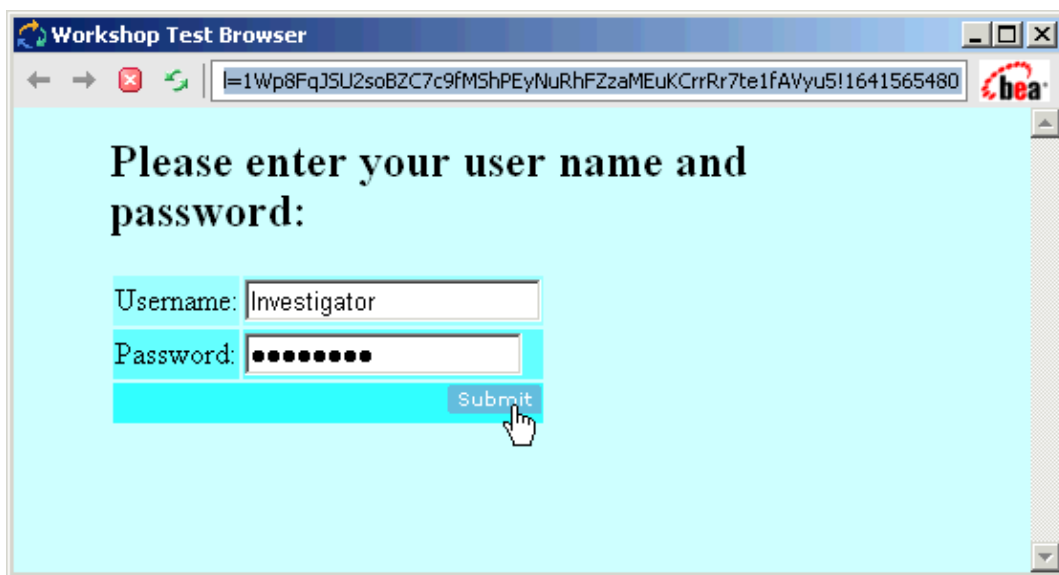 Workshop Test Browser
l=1Wp8FqJSU2soBZC7c9fMShPEyNuRhFZzaMEuKCrrRr7te1fAVyu5!1641565480
bea
Please enter your user name and
password:
Username: Investigator
Password: ●●●●●●●●
Submit